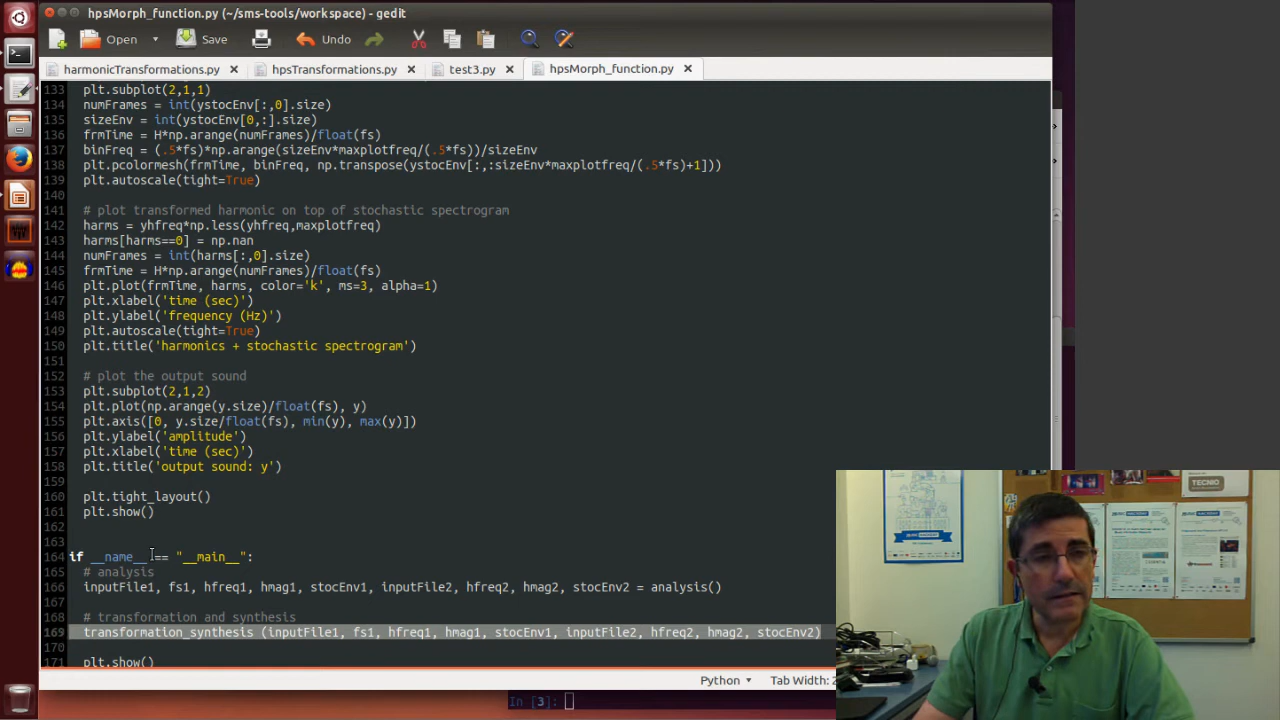 hpsMorph_function.py (~/sms-tools/workspace) - gedit
Open Save Undo
harmonicTransformations.py hpsTransformations.py test3.py hpsMorph_function.py
133 plt.subplot(2,1,1)
134 numFrames = int(ystocEnv[:,0].size)
135 sizeEnv = int(ystocEnv[0,:].size)
136 frmTime = H*np.arange(numFrames)/float(fs)
137 binFreq = (.5*fs)*np.arange(sizeEnv*maxplotfreq/(.5*fs))/sizeEnv
138 plt.pcolormesh(frmTime, binFreq, np.transpose(ystocEnv[:,:sizeEnv*maxplotfreq/(.5*fs)+1]))
139 plt.autoscale(tight=True)
140
141 # plot transformed harmonic on top of stochastic spectrogram
142 harms = yhfreq*np.less(yhfreq,maxplotfreq)
143 harms[harms==0] = np.nan
144 numFrames = int(harms[:,0].size)
145 frmTime = H*np.arange(numFrames)/float(fs)
146 plt.plot(frmTime, harms, color='k', ms=3, alpha=1)
147 plt.xlabel('time (sec)')
148 plt.ylabel('frequency (Hz)')
149 plt.autoscale(tight=True)
150 plt.title('harmonics + stochastic spectrogram')
151
152 # plot the output sound
153 plt.subplot(2,1,2)
154 plt.plot(np.arange(y.size)/float(fs), y)
155 plt.axis([0, y.size/float(fs), min(y), max(y)])
156 plt.ylabel('amplitude')
157 plt.xlabel('time (sec)')
158 plt.title('output sound: y')
159
160 plt.tight_layout()
161 plt.show()
162
163
164 if __name__ == "__main__":
165 # analysis
166 inputFile1, fs1, hfreq1, hmag1, stocEnv1, inputFile2, hfreq2, hmag2, stocEnv2 = analysis()
167
168 # transformation and synthesis
169 transformation_synthesis (inputFile1, fs1, hfreq1, hmag1, stocEnv1, inputFile2, hfreq2, hmag2, stocEnv2)
170
171 plt.show()
Python Tab Width: 2
In [3]:
TECNIO